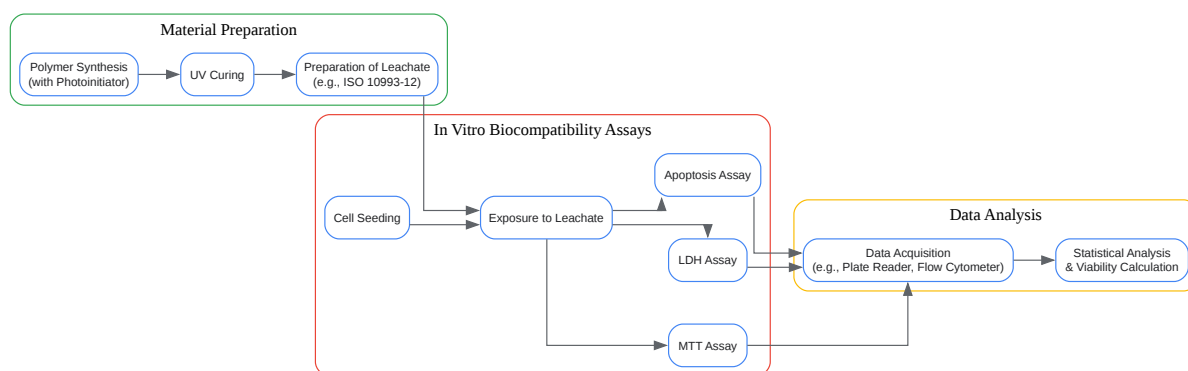 Material Preparation
Polymer Synthesis
(with Photoinitiator)
UV Curing
Preparation of Leachate
(e.g., ISO 10993-12)
In Vitro Biocompatibility Assays
Cell Seeding
Exposure to Leachate
Apoptosis Assay
LDH Assay
MTT Assay
Data Analysis
Data Acquisition
(e.g., Plate Reader, Flow Cytometer)
Statistical Analysis
& Viability Calculation